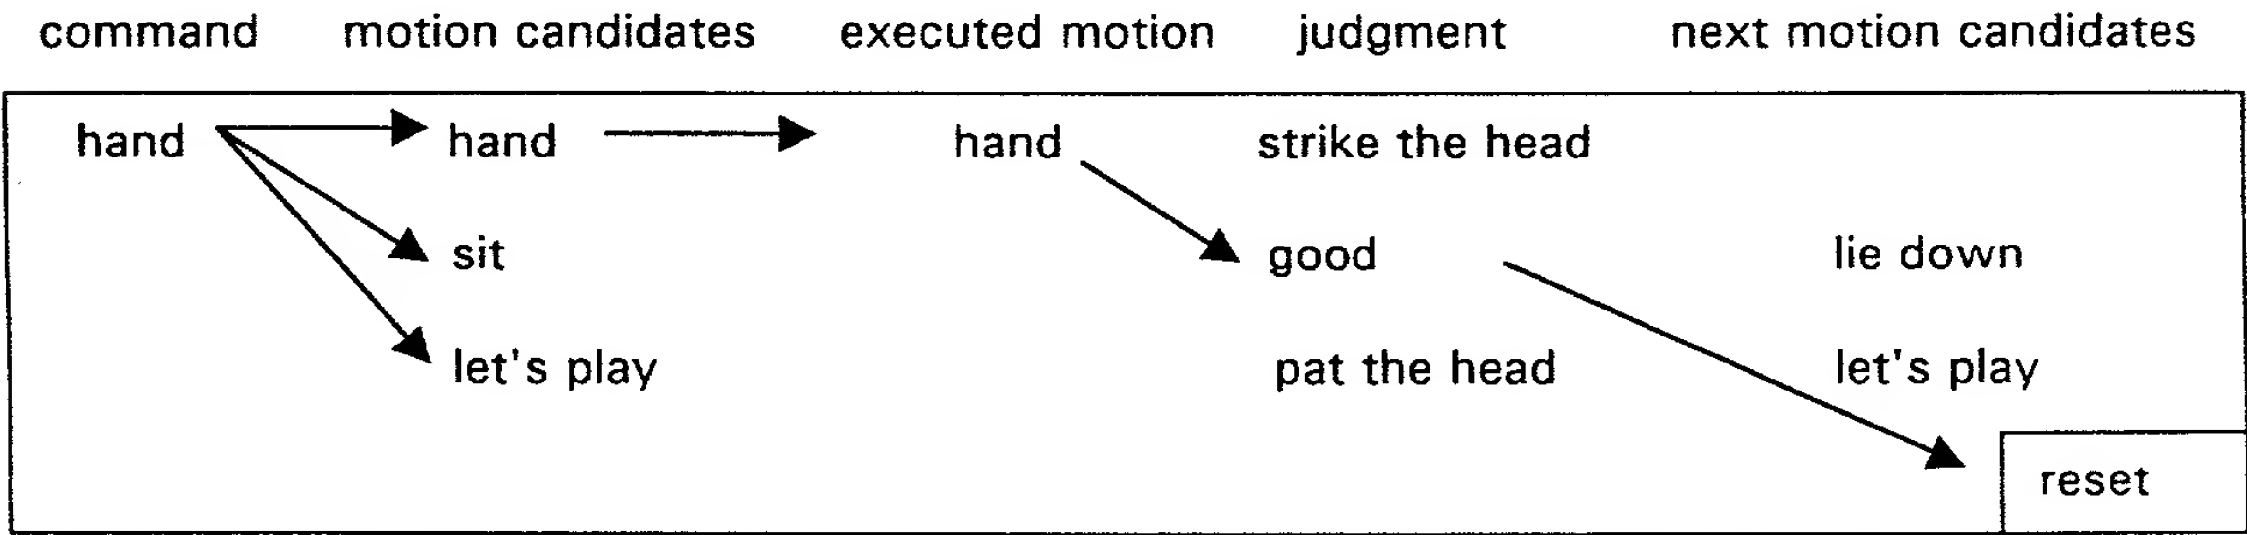 command motion candidates executed motion judgment next motion candidates
hand hand hand strike the head
sit good lie down
let's play pat the head let's play
reset